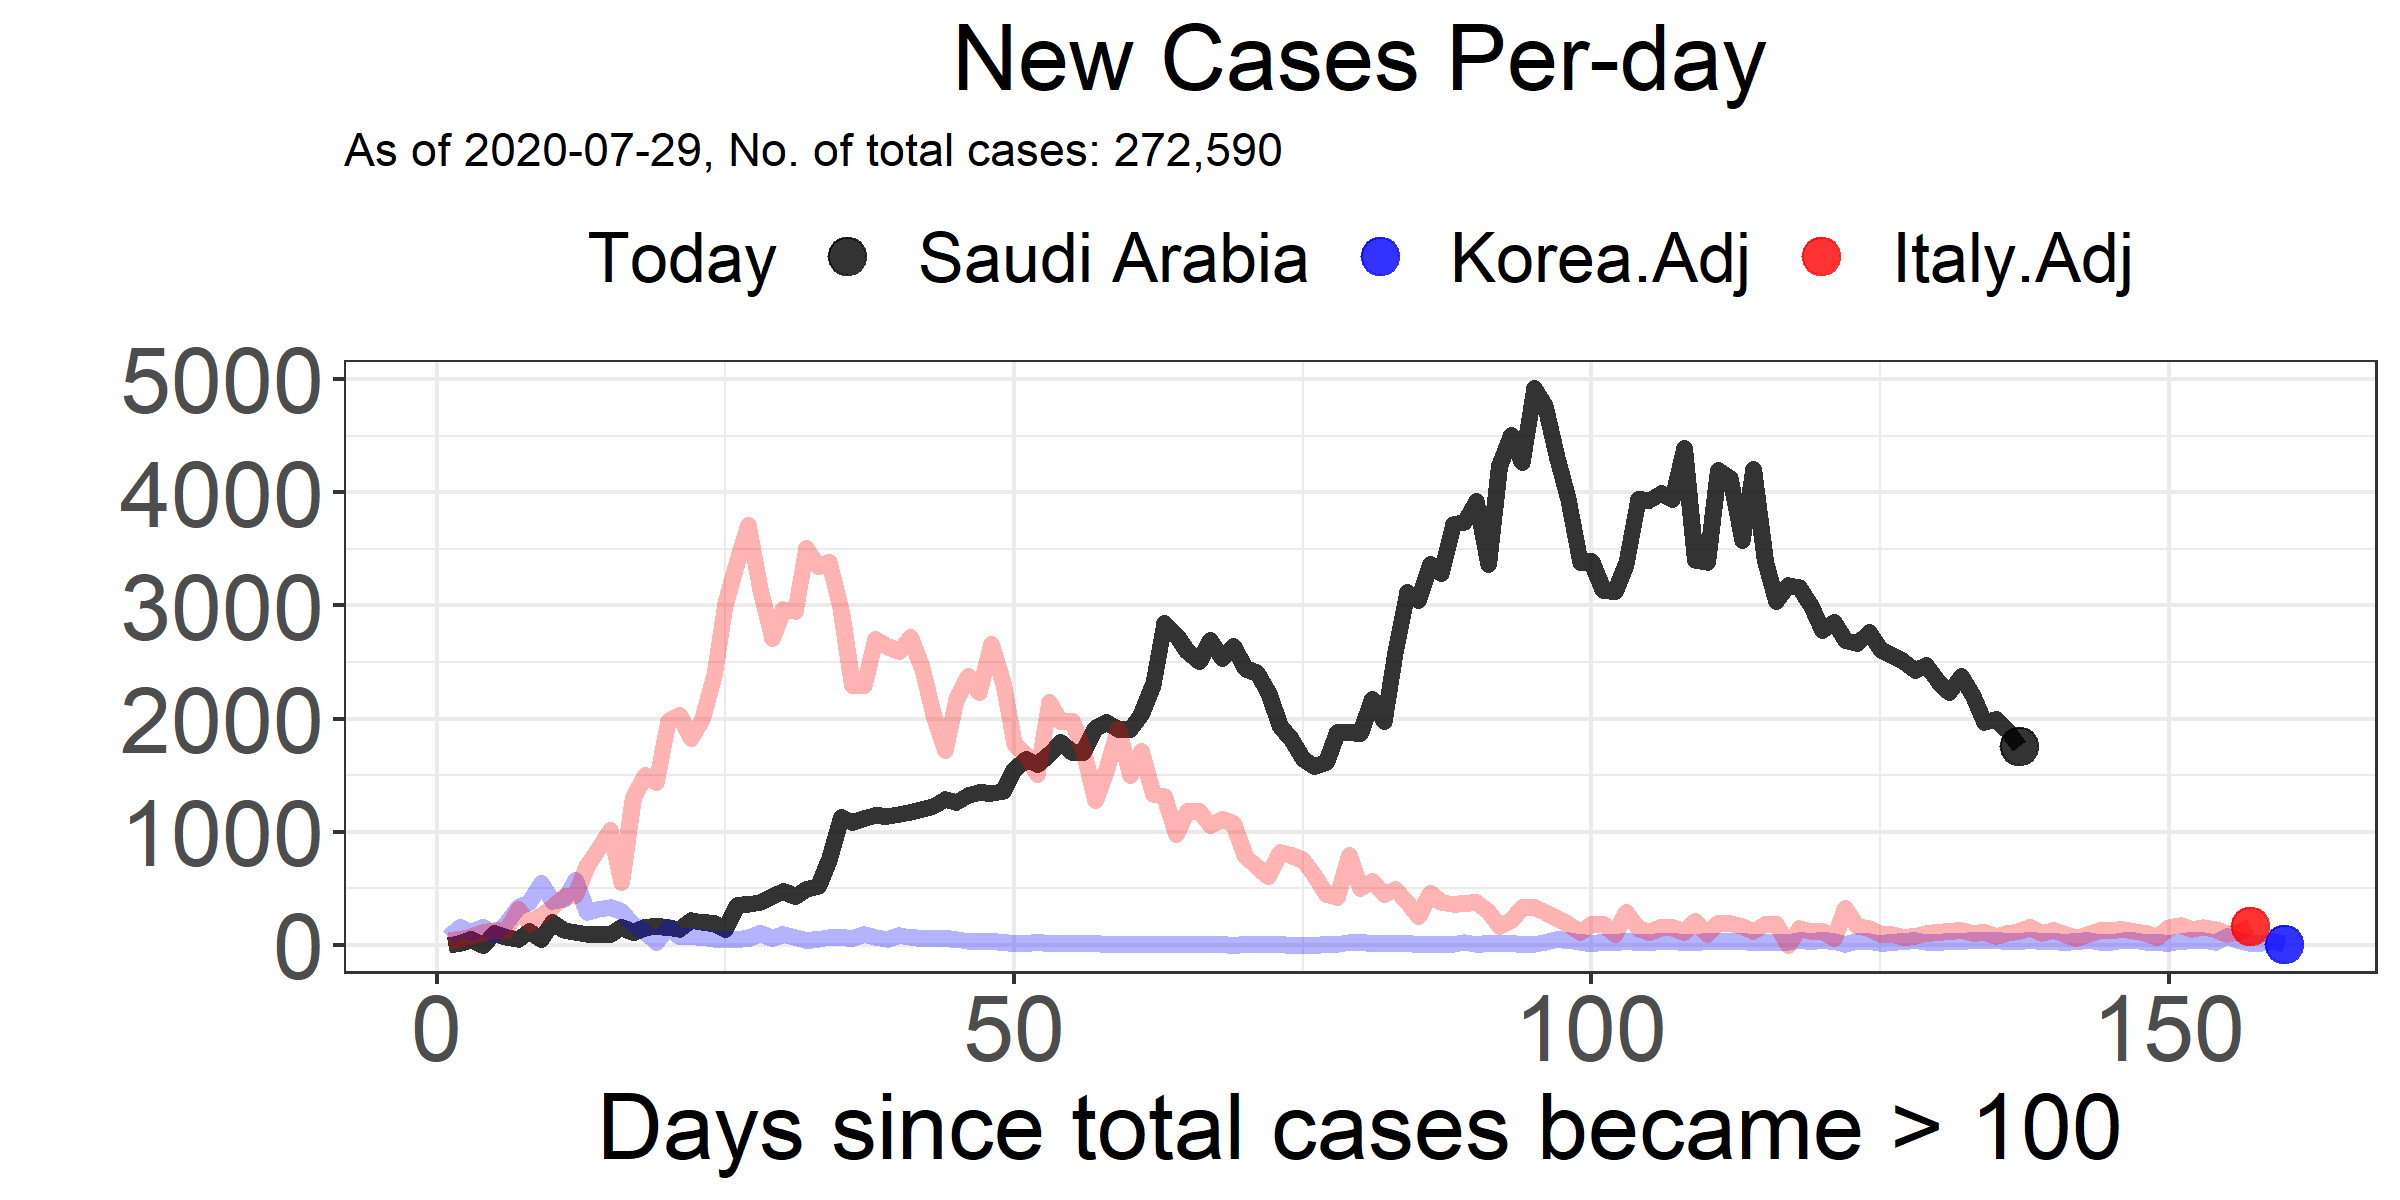 New Cases Per-day
As of 2020-07-29, No. of total cases: 272,590
Today Saudi Arabia Korea.Adj Italy.Adj
5000
4000
3000
2000
1000
0
0 50 100 150
Days since total cases became > 100